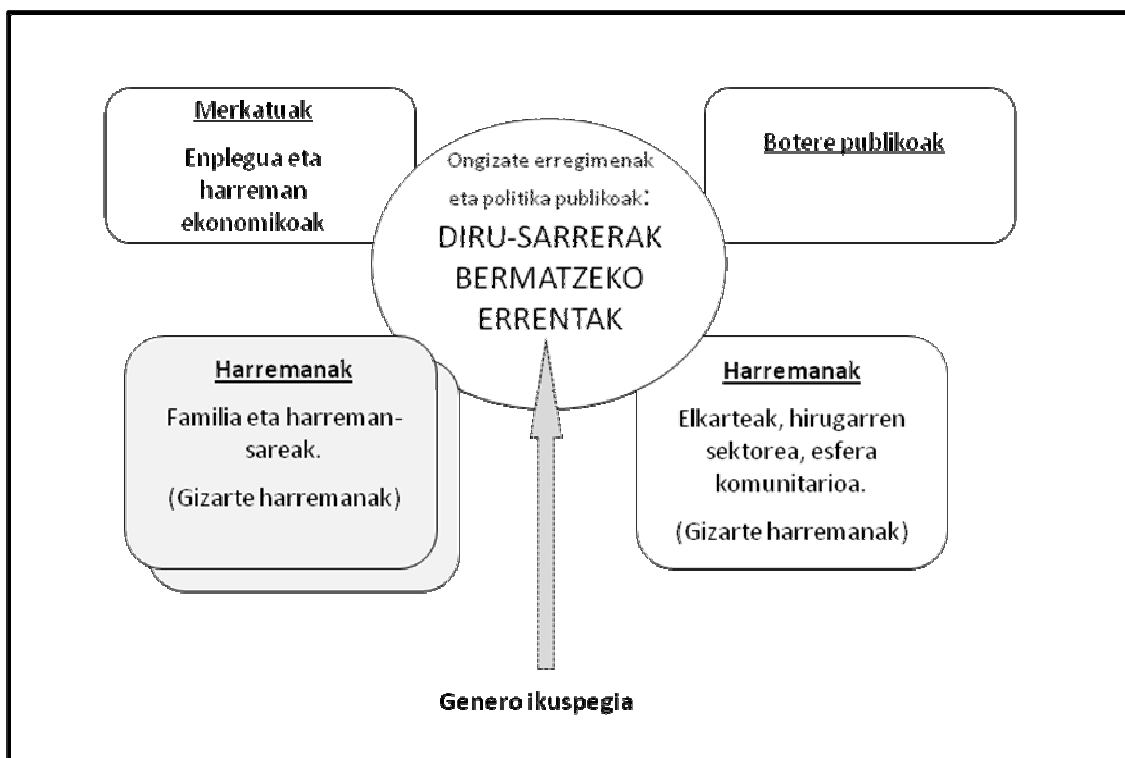 Merkatuak
Enplegua eta
harreman
ekonomikoak
Ongizate erregimenak
eta politika publikoak:
DIRU-SARRERAK
BERMATZEKO
ERRENTAK
Botere publikoak
Harremanak
Familia eta harreman-
sareak.
(Gizarte harremanak)
Harremanak
Elkarteak, hirugarren
sektorea, esfera
komunitarioa.
(Gizarte harremanak)
Genero ikuspegia